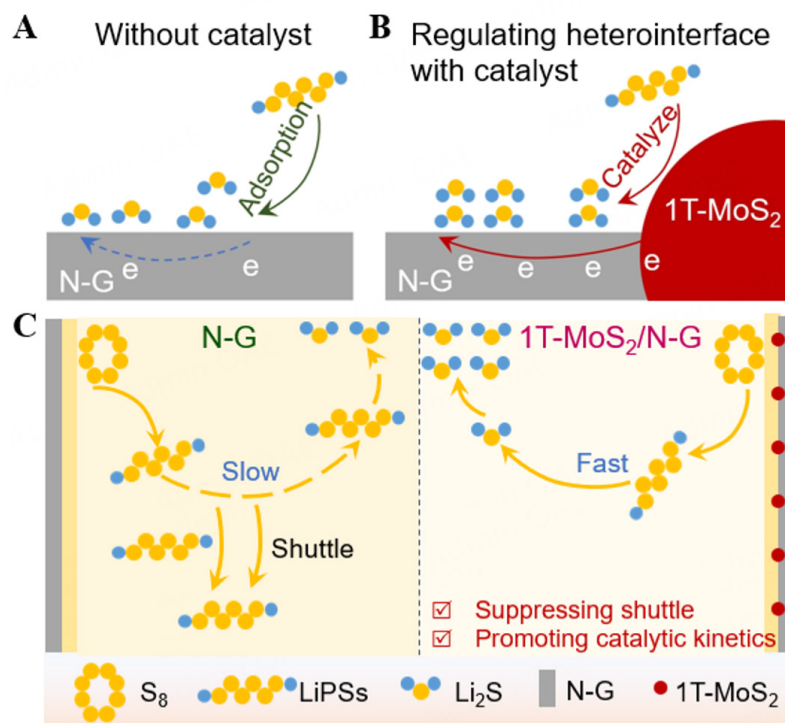 A
Without catalyst
Adsorption
e
e
N-G
B
Regulating heterointerface
with catalyst
Catalyze
1T-MoS₂
N-G
e
e
e
e
C
N-G
Slow
Shuttle
1T-MoS₂/N-G
Fast
☑ Suppressing shuttle
☑ Promoting catalytic kinetics
S₈
LiPSs
Li₂S
N-G
1T-MoS₂